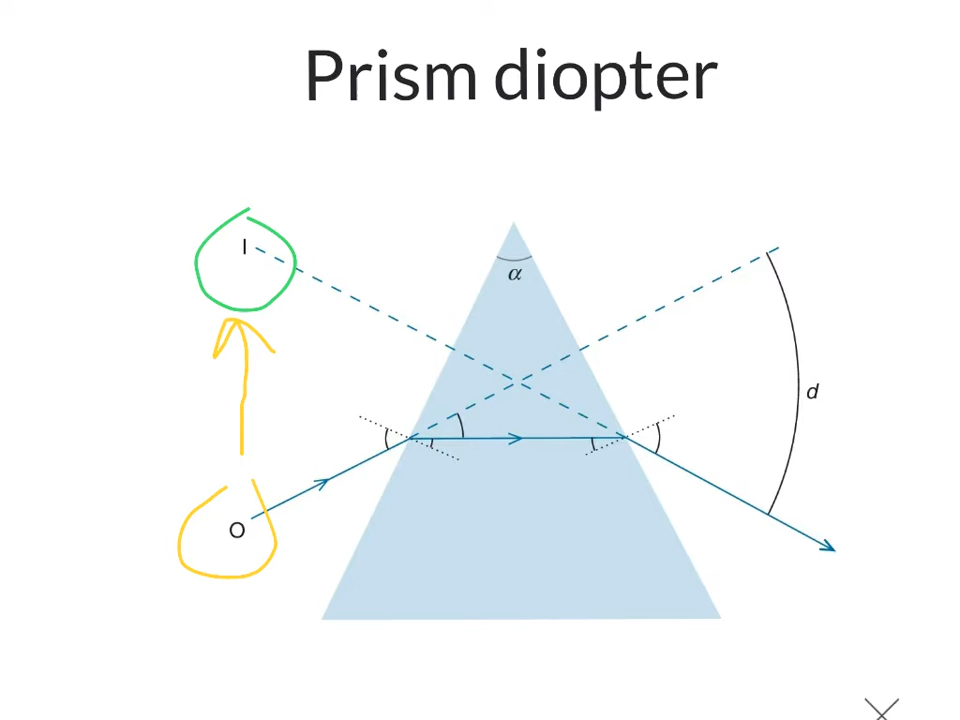 Prism diopter
I
α
d
O